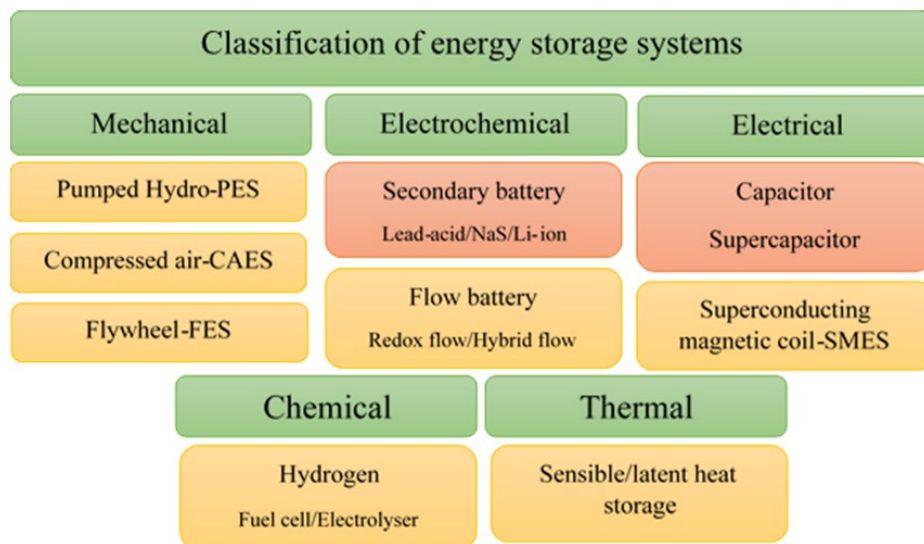 Classification of energy storage systems
Mechanical
Electrochemical
Electrical
Pumped Hydro-PES
Compressed air-CAES
Flywheel-FES
Secondary battery
Lead-acid/NaS/Li-ion
Flow battery
Redox flow/Hybrid flow
Capacitor
Supercapacitor
Superconducting
magnetic coil-SMES
Chemical
Thermal
Hydrogen
Fuel cell/Electrolyser
Sensible/latent heat
storage